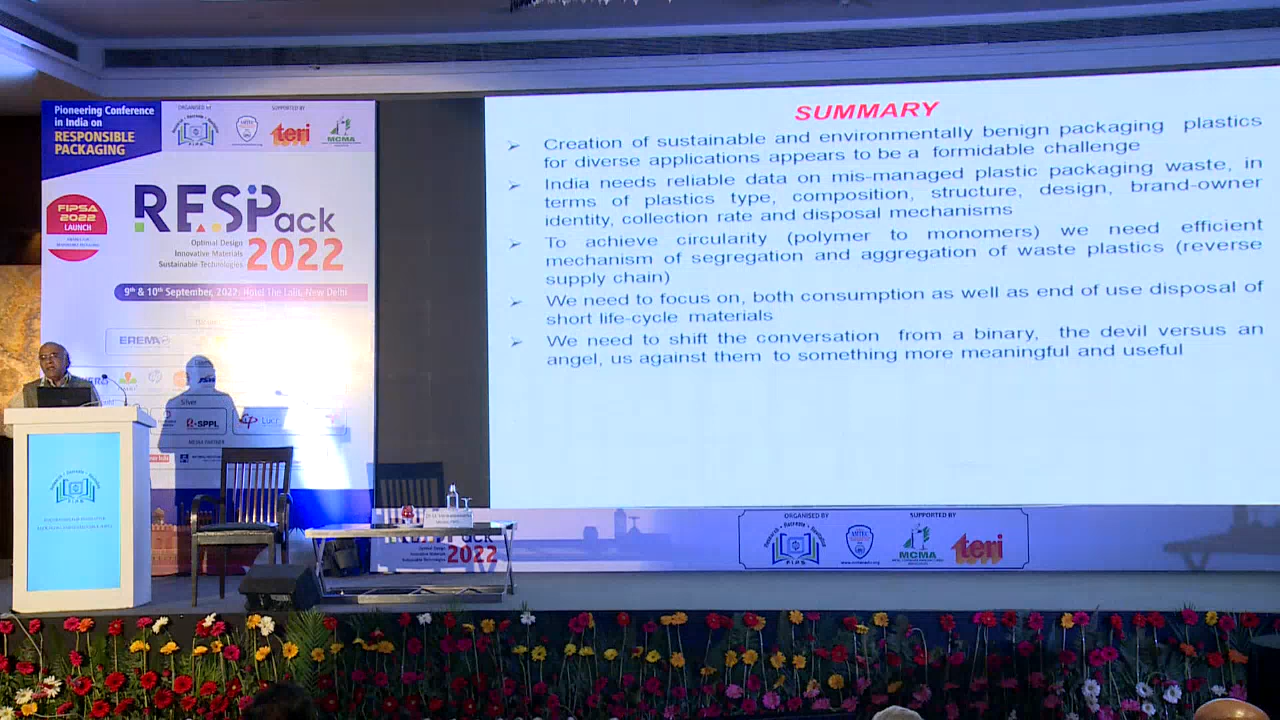 Pioneering Conference
in India on
RESPONSIBLE
PACKAGING
ORGANISED BY
SUPPORTED BY
F I P S
teri
MCMA
FIPSA
2022
LAUNCH
RESPack
2022
Optimal Design
Innovative Materials
Sustainable Technologies
9th & 10th September, 2022: Hotel The Lalit, New Delhi
EREMA
Silver
SPPL
MEDIA PARTNER
SUMMARY
➢ Creation of sustainable and environmentally benign packaging plastics
for diverse applications appears to be a formidable challenge
➢ India needs reliable data on mis-managed plastic packaging waste, in
terms of plastics type, composition, structure, design, brand-owner
identity, collection rate and disposal mechanisms
➢ To achieve circularity (polymer to monomers) we need efficient
mechanism of segregation and aggregation of waste plastics (reverse
supply chain)
➢ We need to focus on, both consumption as well as end of use disposal of
short life-cycle materials
➢ We need to shift the conversation from a binary, the devil versus an
angel, us against them to something more meaningful and useful
Pack
2022
Optimal Design
Innovative Materials
Sustainable Technologies
ORGANISED BY
SUPPORTED BY
F I P S
MCMA
teri